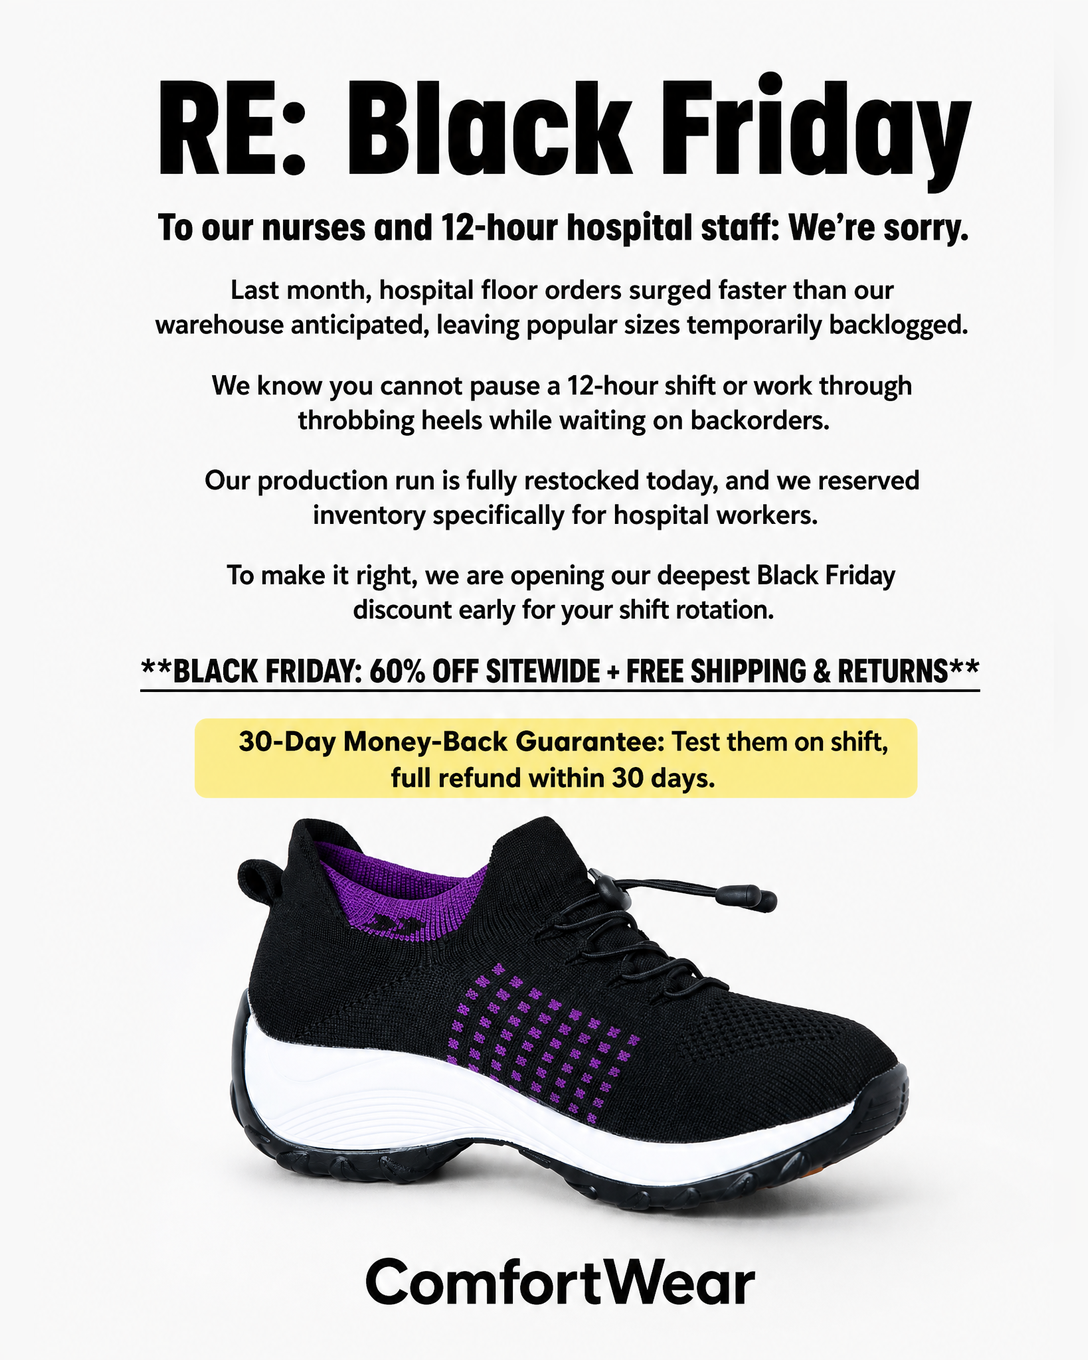 RE: Black Friday
To our nurses and 12-hour hospital staff: We’re sorry.
Last month, hospital floor orders surged faster than our
warehouse anticipated, leaving popular sizes temporarily backlogged.
We know you cannot pause a 12-hour shift or work through
throbbing heels while waiting on backorders.
Our production run is fully restocked today, and we reserved
inventory specifically for hospital workers.
To make it right, we are opening our deepest Black Friday
discount early for your shift rotation.
**BLACK FRIDAY: 60% OFF SITEWIDE + FREE SHIPPING & RETURNS**
30-Day Money-Back Guarantee: Test them on shift,
full refund within 30 days.
ComfortWear